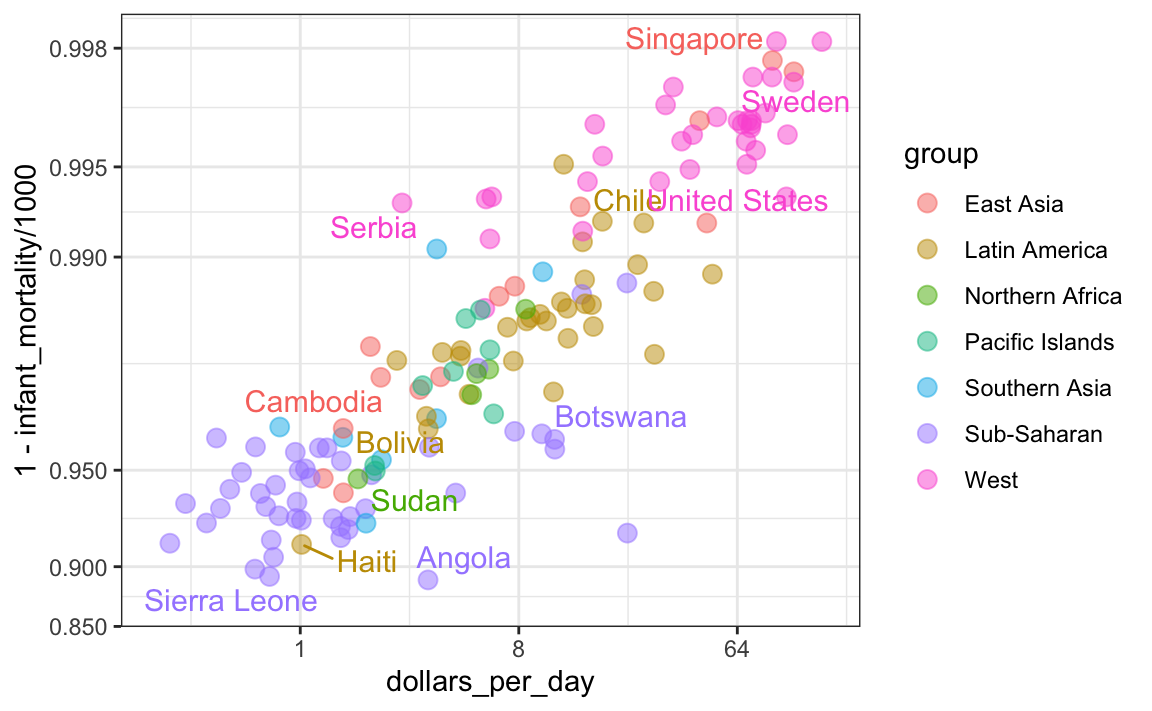 0.998
0.995
0.990
0.950
0.900
0.850
1 - infant_mortality/1000
Singapore
Sweden
Chile
United States
Serbia
Cambodia
Botswana
Bolivia
Sudan
Haiti
Angola
Sierra Leone
1
8
64
dollars_per_day
group
East Asia
Latin America
Northern Africa
Pacific Islands
Southern Asia
Sub-Saharan
West